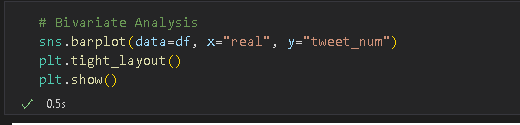 # Bivariate Analysis
sns.barplot(data=df, x="real", y="tweet_num")
plt.tight_layout()
plt.show()
0.5s